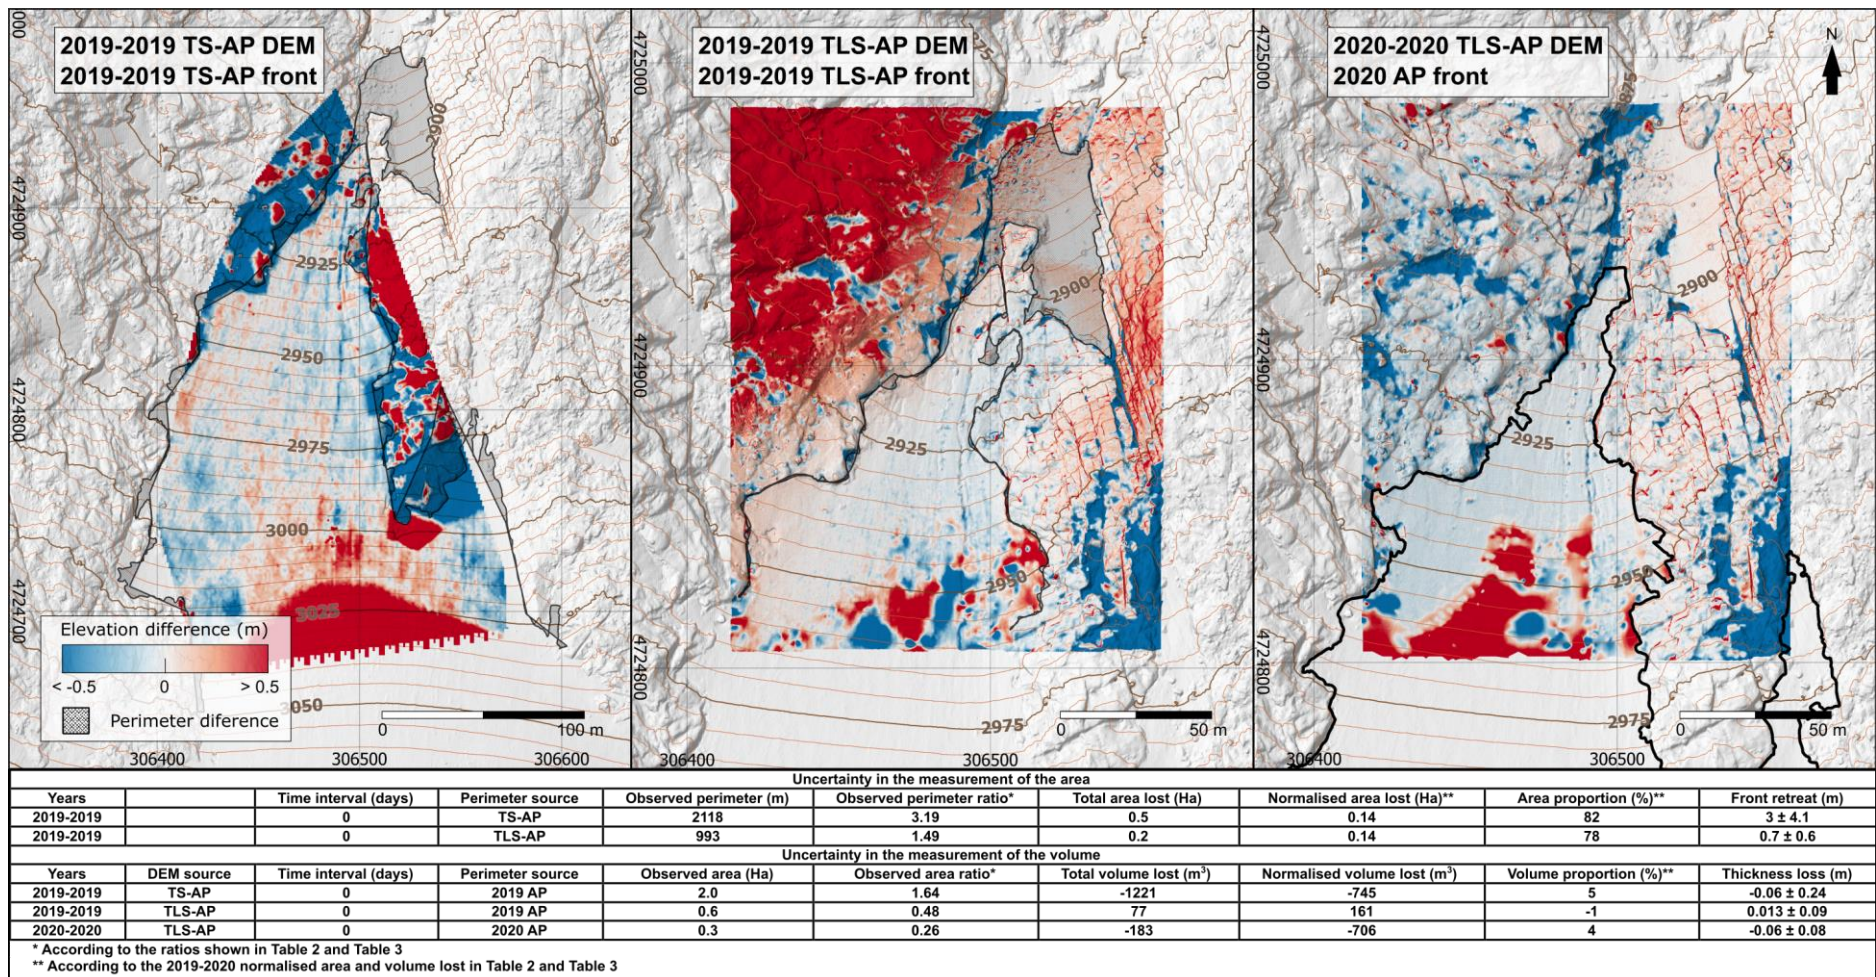 2019-2019 TS-AP DEM
2019-2019 TS-AP front
2019-2019 TLS-AP DEM
2019-2019 TLS-AP front
2020-2020 TLS-AP DEM
2020 AP front
N
000
4724900
4724800
4724700
2900
2925
2950
2975
3000
3025
3050
Elevation difference (m)
< -0.5 0 > 0.5
Perimeter diference
0 100 m
306400 306500 306600
4725000
4724900
4724800
2900
2925
2950
2975
0 50 m
306400 306500
4725000
4724900
4724800
2975
2900
2925
2950
2975
0 50 m
306400 306500
Uncertainty in the measurement of the area
Years Time interval (days) Perimeter source Observed perimeter (m) Observed perimeter ratio* Total area lost (Ha) Normalised area lost (Ha)** Area proportion (%)** Front retreat (m)
2019-2019 0 TS-AP 2118 3.19 0.5 0.14 82 3 ± 4.1
2019-2019 0 TLS-AP 993 1.49 0.2 0.14 78 0.7 ± 0.6
Uncertainty in the measurement of the volume
Years DEM source Time interval (days) Perimeter source Observed area (Ha) Observed area ratio* Total volume lost (m³) Normalised volume lost (m³) Volume proportion (%)** Thickness loss (m)
2019-2019 TS-AP 0 2019 AP 2.0 1.64 -1221 -745 5 -0.06 ± 0.24
2019-2019 TLS-AP 0 2019 AP 0.6 0.48 77 161 -1 0.013 ± 0.09
2020-2020 TLS-AP 0 2020 AP 0.3 0.26 -183 -706 4 -0.06 ± 0.08
* According to the ratios shown in Table 2 and Table 3
** According to the 2019-2020 normalised area and volume lost in Table 2 and Table 3